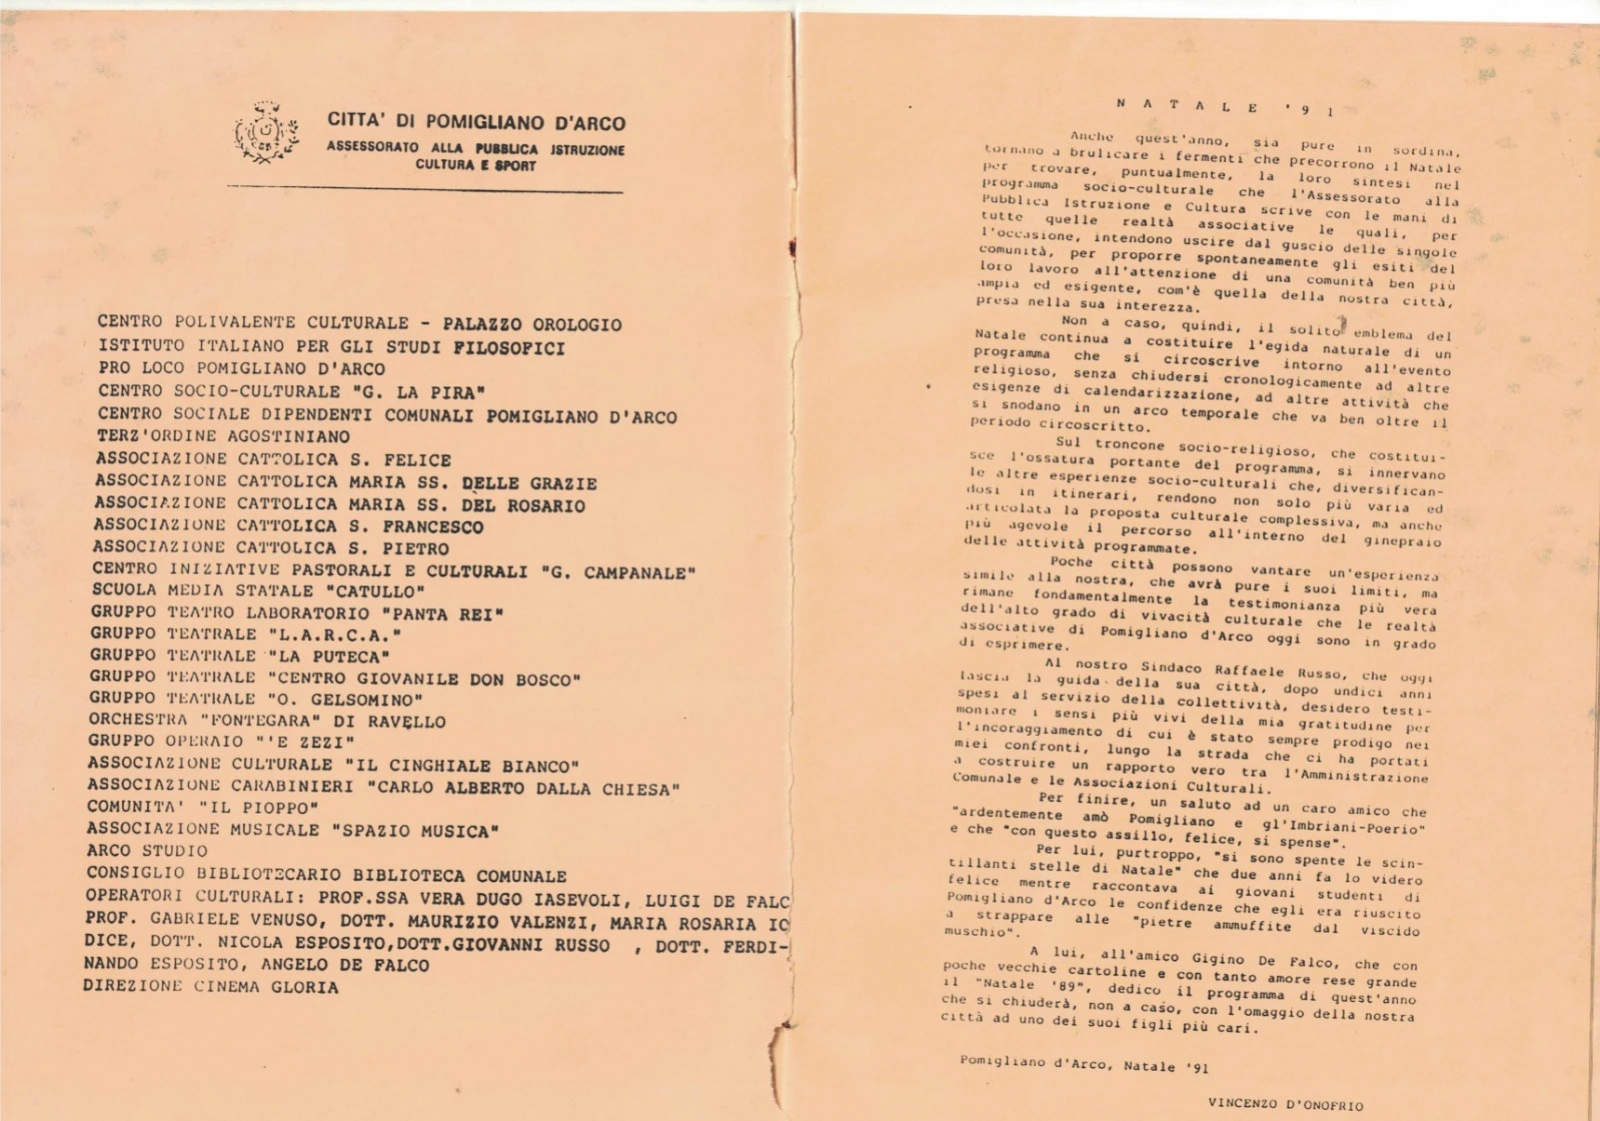 CITTA' DI POMIGLIANO D'ARCO
ASSESSORATO ALLA PUBBLICA ISTRUZIONE
CULTURA E SPORT
CENTRO POLIVALENTE CULTURALE - PALAZZO OROLOGIO
ISTITUTO ITALIANO PER GLI STUDI FILOSOFICI
PRO LOCO POMIGLIANO D'ARCO
CENTRO SOCIO-CULTURALE "G. LA PIRA"
CENTRO SOCIALE DIPENDENTI COMUNALI POMIGLIANO D'ARCO
TERZ'ORDINE AGOSTINIANO
ASSOCIAZIONE CATTOLICA S. FELICE
ASSOCIAZIONE CATTOLICA MARIA SS. DELLE GRAZIE
ASSOCIAZIONE CATTOLICA MARIA SS. DEL ROSARIO
ASSOCIAZIONE CATTOLICA S. FRANCESCO
ASSOCIAZIONE CATTOLICA S. PIETRO
CENTRO INIZIATIVE PASTORALI E CULTURALI "G. CAMPANALE"
SCUOLA MEDIA STATALE "CATULLO"
GRUPPO TEATRO LABORATORIO "PANTA REI"
GRUPPO TEATRALE "L.A.R.C.A."
GRUPPO TEATRALE "LA PUTECA"
GRUPPO TEATRALE "CENTRO GIOVANILE DON BOSCO"
GRUPPO TEATRALE "O. GELSOMINO"
ORCHESTRA "FONTEGARA" DI RAVELLO
GRUPPO OPERAIO "'E ZEZI"
ASSOCIAZIONE CULTURALE "IL CINGHIALE BIANCO"
ASSOCIAZIONE CARABINIERI "CARLO ALBERTO DALLA CHIESA"
COMUNITA' "IL PIOPPO"
ASSOCIAZIONE MUSICALE "SPAZIO MUSICA"
ARCO STUDIO
CONSIGLIO BIBLIOTECARIO BIBLIOTECA COMUNALE
OPERATORI CULTURALI: PROF.SSA VERA DUGO IASEVOLI, LUIGI DE FALC
PROF. GABRIELE VENUSO, DOTT. MAURIZIO VALENZI, MARIA ROSARIA IO
DICE, DOTT. NICOLA ESPOSITO,DOTT.GIOVANNI RUSSO , DOTT. FERDI-
NANDO ESPOSITO, ANGELO DE FALCO
DIREZIONE CINEMA GLORIA
NATALE '91
Anche quest'anno, sia pure in sordina,
tornano a brulicare i fermenti che precorrono il Natale
per trovare, puntualmente, la loro sintesi nel
programma socio-culturale che l'Assessorato alla
Pubblica Istruzione e Cultura scrive con le mani di
tutte quelle realtà associative le quali, per
l'occasione, intendono uscire dal guscio delle singole
comunità, per proporre spontaneamente gli esiti del
loro lavoro all'attenzione di una comunità ben più
ampia ed esigente, com'è quella della nostra città,
presa nella sua interezza.
Non a caso, quindi, il solito emblema del
Natale continua a costituire l'egida naturale di un
programma che si circoscrive intorno all'evento
religioso, senza chiudersi cronologicamente ad altre
esigenze di calendarizzazione, ad altre attività che
si snodano in un arco temporale che va ben oltre il
periodo circoscritto.
Sul troncone socio-religioso, che costitui-
sce l'ossatura portante del programma, si innervano
le altre esperienze socio-culturali che, diversifican-
dosi in itinerari, rendono non solo più varia ed
articolata la proposta culturale complessiva, ma anche
più agevole il percorso all'interno del ginepraio
delle attività programmate.
Poche città possono vantare un'esperienza
simile alla nostra, che avrà pure i suoi limiti, ma
rimane fondamentalmente la testimonianza più vera
dell'alto grado di vivacità culturale che le realtà
associative di Pomigliano d'Arco oggi sono in grado
di esprimere.
Al nostro Sindaco Raffaele Russo, che oggi
lascia la guida della sua città, dopo undici anni
spesi al servizio della collettività, desidero testi-
moniare i sensi più vivi della mia gratitudine per
l'incoraggiamento di cui è stato sempre prodigo nei
miei confronti, lungo la strada che ci ha portati
a costruire un rapporto vero tra l'Amministrazione
Comunale e le Associazioni Culturali.
Per finire, un saluto ad un caro amico che
"ardentemente amò Pomigliano e gl'Imbriani-Poerio"
e che "con questo assillo, felice, si spense".
Per lui, purtroppo, "si sono spente le scin-
tillanti stelle di Natale" che due anni fa lo videro
felice mentre raccontava ai giovani studenti di
Pomigliano d'Arco le confidenze che egli era riuscito
a strappare alle "pietre ammuffite dal viscido
muschio".
A lui, all'amico Gigino De Falco, che con
poche vecchie cartoline e con tanto amore rese grande
il "Natale '89", dedico il programma di quest'anno
che si chiuderà, non a caso, con l'omaggio della nostra
città ad uno dei suoi figli più cari.
Pomigliano d'Arco, Natale '91
VINCENZO D'ONOFRIO